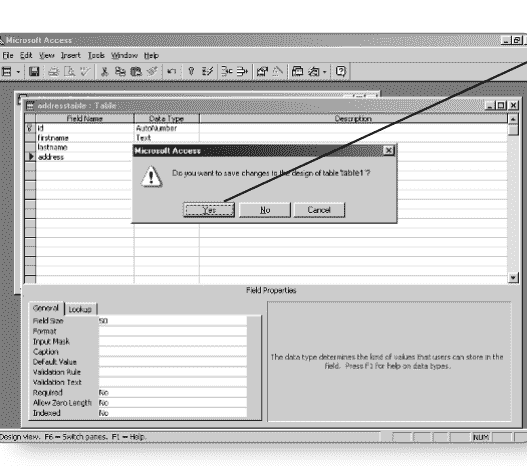 Microsoft Access
File Edit View Insert Tools Window Help
addresstable : Table
Field Name Data Type Description
id AutoNumber
firstname Text
lastname
address
Microsoft Access
Do you want to save changes to the design of table 'table1'?
Yes No Cancel
Field Properties
General Lookup
Field Size 50
Format
Input Mask
Caption
Default Value
Validation Rule
Validation Text
Required No
Allow Zero Length No
Indexed No
The data type determines the kind of values that users can store in the
field. Press F1 for help on data types.
Design view. F6 = Switch panes. F1 = Help.
NUM